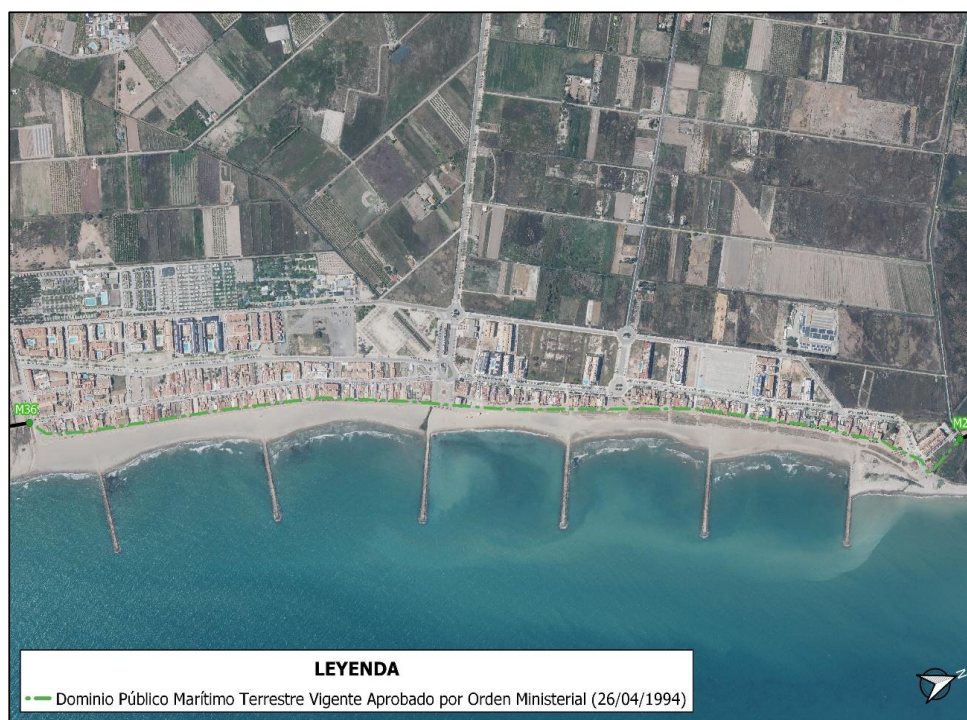 M36
M2
LEYENDA
Dominio Público Marítimo Terrestre Vigente Aprobado por Orden Ministerial (26/04/1994)
N